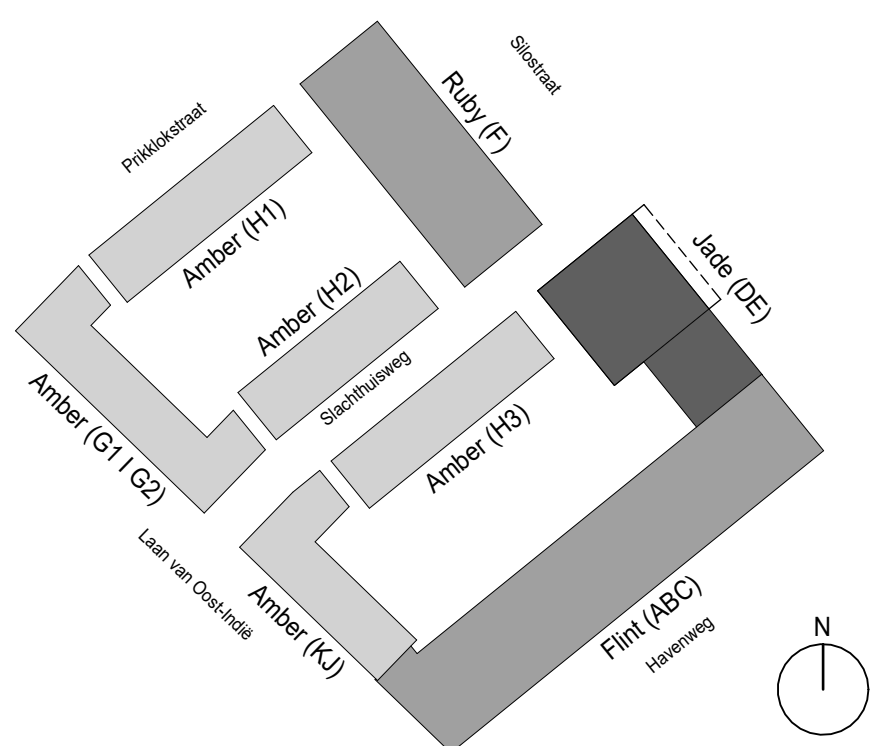 Silostraat
Ruby (F)
Prikklokstraat
Amber (H1)
Jade (DE)
Amber (H2)
Slachthuisweg
Amber (G1 I G2)
Amber (H3)
Laan van Oost-Indië
Amber (KJ)
Flint (ABC)
Havenweg
N